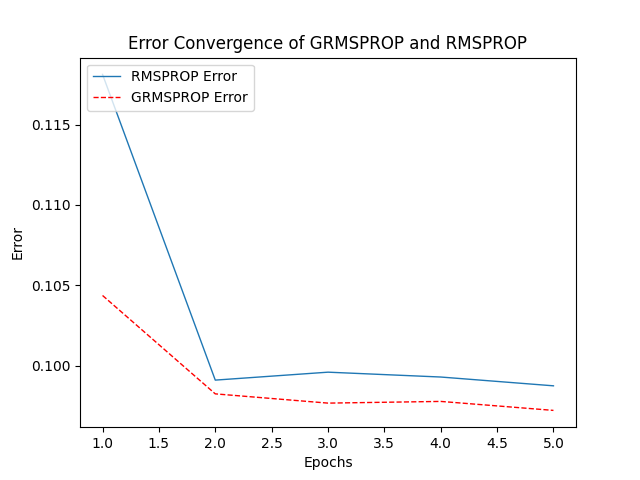 Error Convergence of GRMSPROP and RMSPROP
RMSPROP Error
GRMSPROP Error
0.115
0.110
0.105
0.100
Error
1.0 1.5 2.0 2.5 3.0 3.5 4.0 4.5 5.0
Epochs